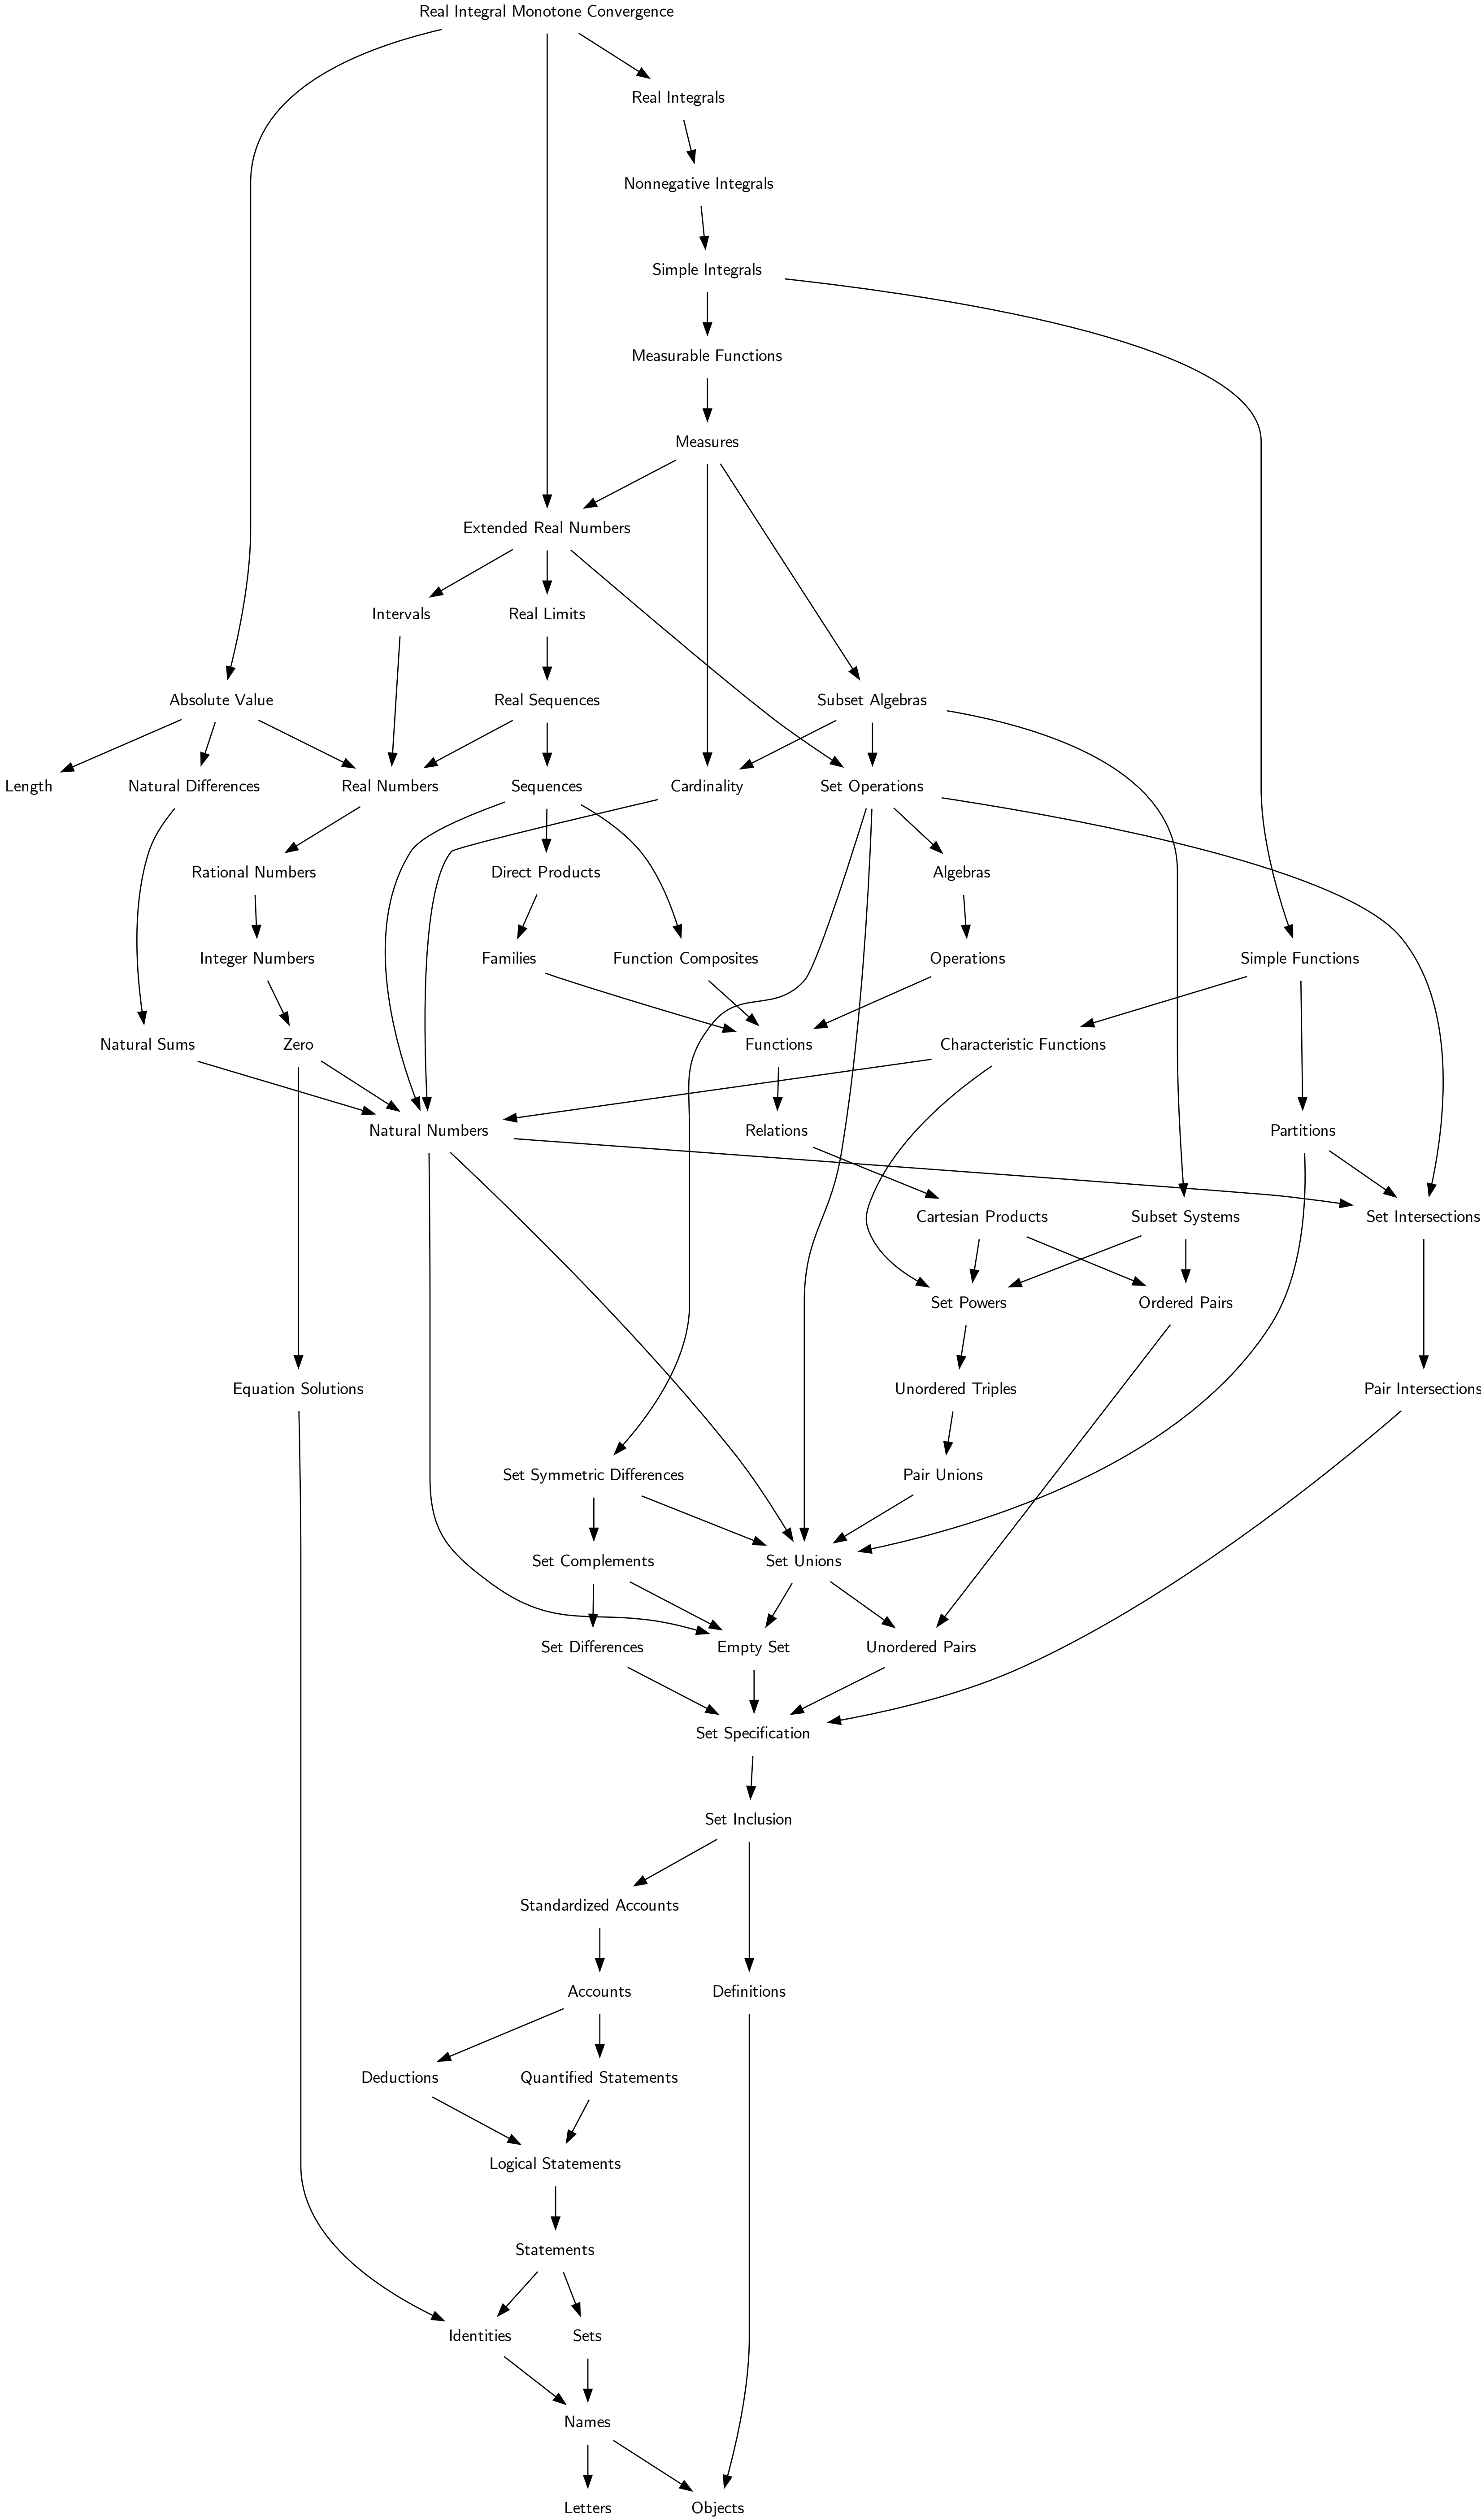 Real Integral Monotone Convergence
Real Integrals
Nonnegative Integrals
Simple Integrals
Measurable Functions
Measures
Extended Real Numbers
Intervals
Real Limits
Absolute Value
Real Sequences
Subset Algebras
Length
Natural Differences
Real Numbers
Sequences
Cardinality
Set Operations
Rational Numbers
Direct Products
Algebras
Integer Numbers
Families
Function Composites
Operations
Simple Functions
Natural Sums
Zero
Functions
Characteristic Functions
Natural Numbers
Relations
Partitions
Cartesian Products
Subset Systems
Set Intersections
Set Powers
Ordered Pairs
Equation Solutions
Unordered Triples
Pair Intersections
Set Symmetric Differences
Pair Unions
Set Complements
Set Unions
Set Differences
Empty Set
Unordered Pairs
Set Specification
Set Inclusion
Standardized Accounts
Accounts
Definitions
Deductions
Quantified Statements
Logical Statements
Statements
Identities
Sets
Names
Letters
Objects